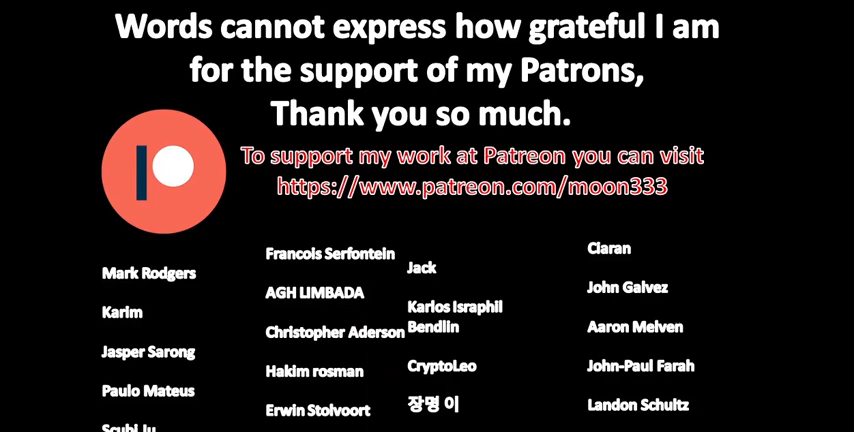 Words cannot express how grateful I am
for the support of my Patrons,
Thank you so much.
To support my work at Patreon you can visit
https://www.patreon.com/moon333
Mark Rodgers
Karim
Jasper Sarong
Paulo Mateus
Francois Serfontein
AGH LIMBADA
Christopher Aderson
Hakim rosman
Erwin Stolvoort
Jack
Karlos Israphil
Bendlin
CryptoLeo
장명 이
Ciaran
John Galvez
Aaron Melven
John-Paul Farah
Landon Schultz